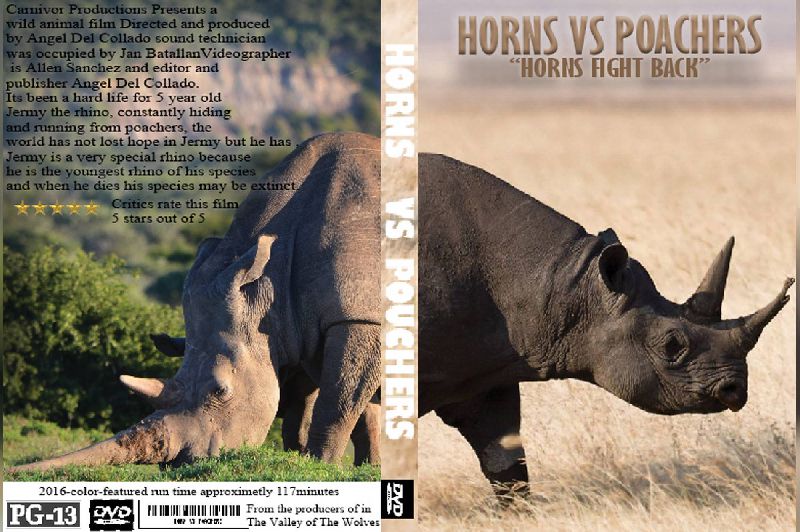 Carnivor Productions Presents a
wild animal film Directed and produced
by Angel Del Collado sound technician
was occupied by Jan BatallanVideographer
is Allen Sanchez and editor and
publisher Angel Del Collado.
Its been a hard life for 5 year old
Jermy the rhino, constantly hiding
and running from poachers, the
world has not lost hope in Jermy but he has ,
Jermy is a very special rhino because
he is the youngest rhino of his species
and when he dies his species may be extinct.
Critics rate this film
5 stars out of 5
2016-color-featured run time approximetly 117minutes
PG-13
DVD
HORN VS POACHERS
From the producers of in
The Valley of The Wolves
HORNS VS POUCHERS
DVD
HORNS VS POACHERS
“HORNS FIGHT BACK”